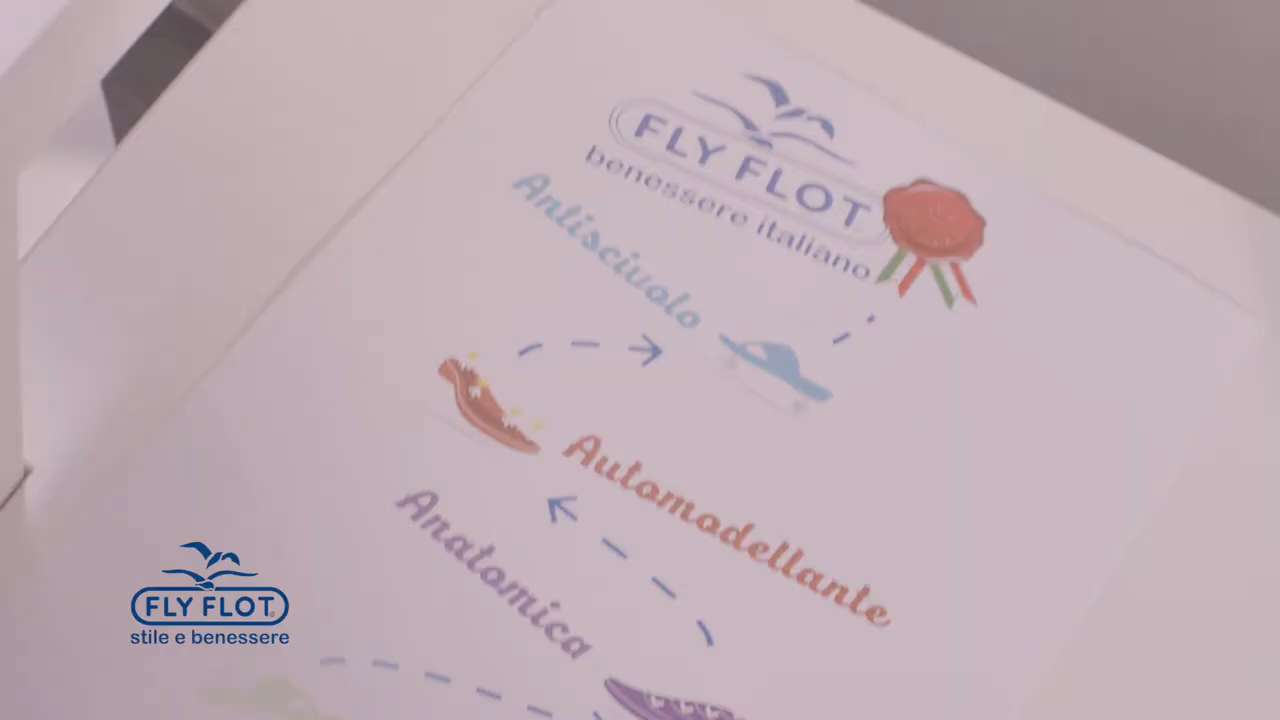 FLY FLOT
benessere italiano
Antiscivolo
Automodellante
Anatomica
FLY FLOT
stile e benessere